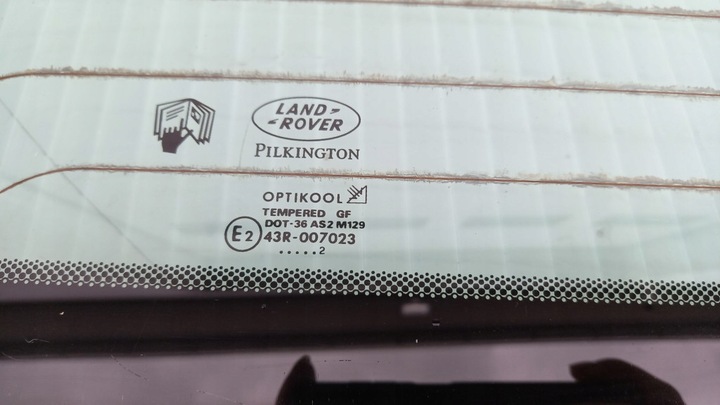 LAND-
-ROVER
PILKINGTON
OPTIKOOL
TEMPERED GF
DOT-36 AS2 M129
E2 43R-007023
.....2